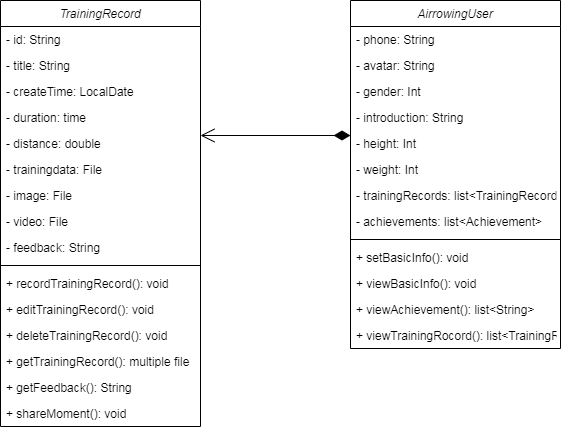 TrainingRecord
- id: String
- title: String
- createTime: LocalDate
- duration: time
- distance: double
- trainingdata: File
- image: File
- video: File
- feedback: String
+ recordTrainingRecord(): void
+ editTrainingRecord(): void
+ deleteTrainingRecord(): void
+ getTrainingRecord(): multiple file
+ getFeedback(): String
+ shareMoment(): void
AirrowingUser
- phone: String
- avatar: String
- gender: Int
- introduction: String
- height: Int
- weight: Int
- trainingRecords: list<TrainingRecord
- achievements: list<Achievement>
+ setBasicInfo(): void
+ viewBasicInfo(): void
+ viewAchievement(): list<String>
+ viewTrainingRocord(): list<TrainingR